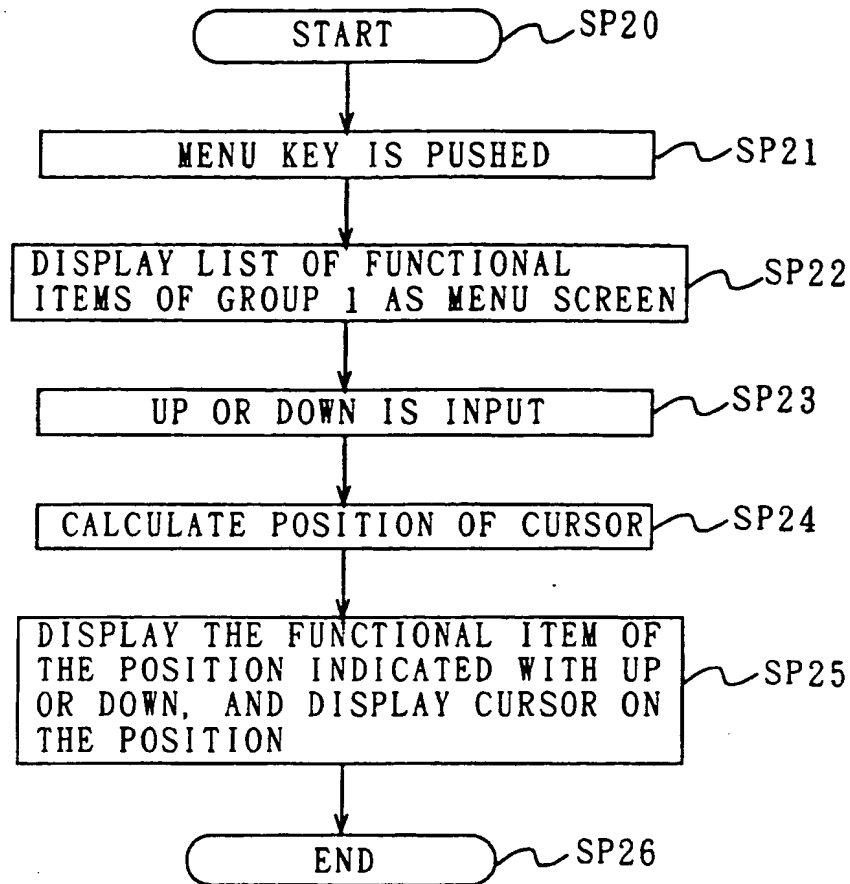 START
SP20
MENU KEY IS PUSHED
SP21
DISPLAY LIST OF FUNCTIONAL
ITEMS OF GROUP 1 AS MENU SCREEN
SP22
UP OR DOWN IS INPUT
SP23
CALCULATE POSITION OF CURSOR
SP24
DISPLAY THE FUNCTIONAL ITEM OF
THE POSITION INDICATED WITH UP
OR DOWN, AND DISPLAY CURSOR ON
THE POSITION
SP25
END
SP26